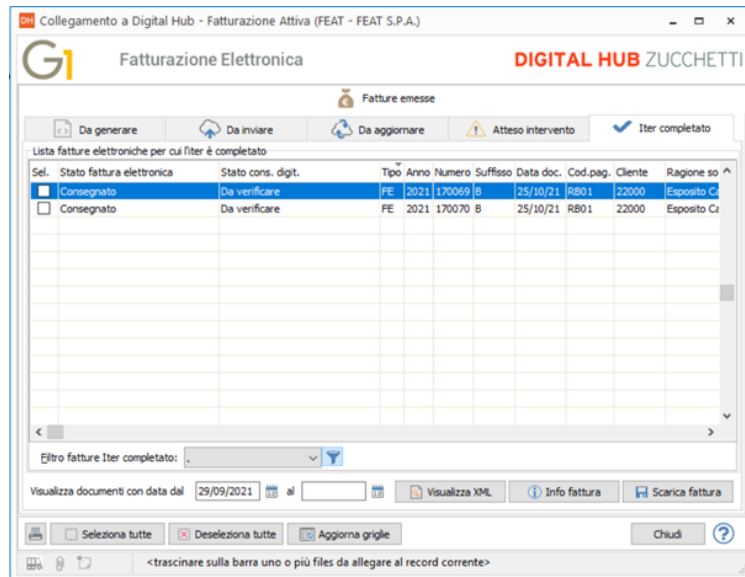 DH Collegamento a Digital Hub - Fatturazione Attiva (FEAT - FEAT S.P.A.)
G1 Fatturazione Elettronica DIGITAL HUB ZUCCHETTI
Fatture emesse
Da generare Da inviare Da aggiornare Atteso intervento Iter completato
Lista fatture elettroniche per cui l'iter è completato
Sel. Stato fattura elettronica Stato cons. digit. Tipo Anno Numero Suffisso Data doc. Cod.pag. Cliente Ragione so
Consegnato Da verificare FE 2021 170069 B 25/10/21 RB01 22000 Esposito Ca
Consegnato Da verificare FE 2021 170070 B 25/10/21 RB01 22000 Esposito Ca
Filtro fatture Iter completato: .
Visualizza documenti con data dal 29/09/2021 al Visualizza XML Info fattura Scarica fattura
Seleziona tutte Deseleziona tutte Aggiorna griglie Chiudi ?
<trascinare sulla barra uno o più files da allegare al record corrente>